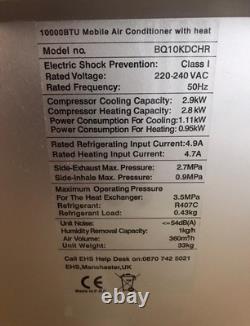 10000BTU Mobile Air Conditioner with heat
Model no. BQ10KDCHR
Electric Shock Prevention: Class I
Rated Voltage: 220-240 VAC
Rated Frequency: 50Hz
Compressor Cooling Capacity: 2.9kW
Compressor Heating Capacity: 2.8 kW
Power Consumption For Cooling: 1.11kW
Power Consumption For Heating: 0.95kW
Rated Refrigerating Input Current: 4.9A
Rated Heating Input Current: 4.7A
Side-Exhaust Max. Pressure: 2.7MPa
Side-Inhale Max. Pressure: 0.9MPa
Maximum Operating Pressure
For The Heat Exchanger: 3.5MPa
Refrigerant: R407C
Refrigerant Load: 0.43kg
Unit Noise: <=54dB(A)
Humidity Removal Capacity: 1kg/h
Air Volume: 360m³/h
Unit Weight: 33kg
Call EHS Help Desk on:0870 742 5021
EHS,Manchaster,UK
CE
Made in P.R.C